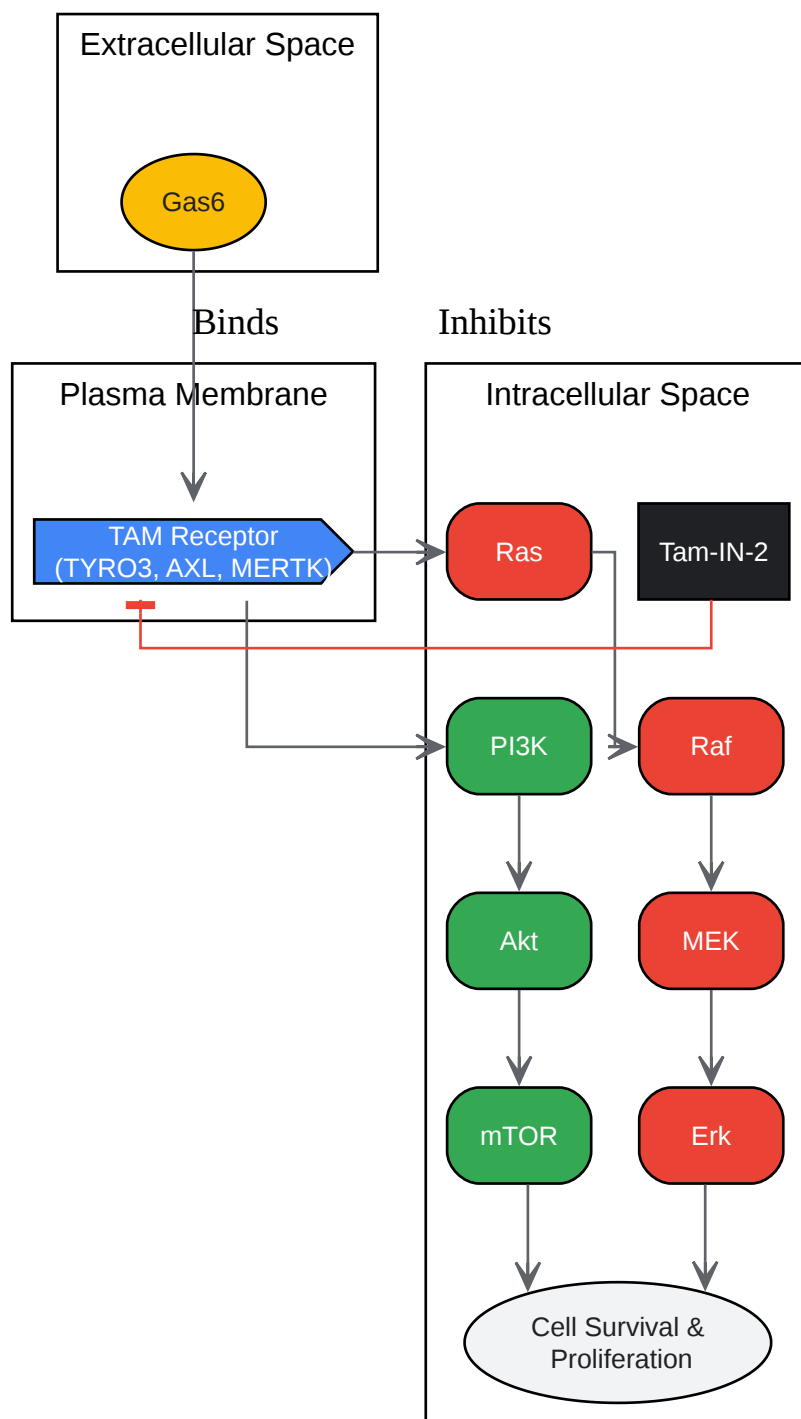 Extracellular Space
Gas6
Binds
Inhibits
Plasma Membrane
Intracellular Space
TAM Receptor
(TYRO3, AXL, MERTK)
Ras
Tam-IN-2
PI3K
Raf
Akt
MEK
mTOR
Erk
Cell Survival &
Proliferation